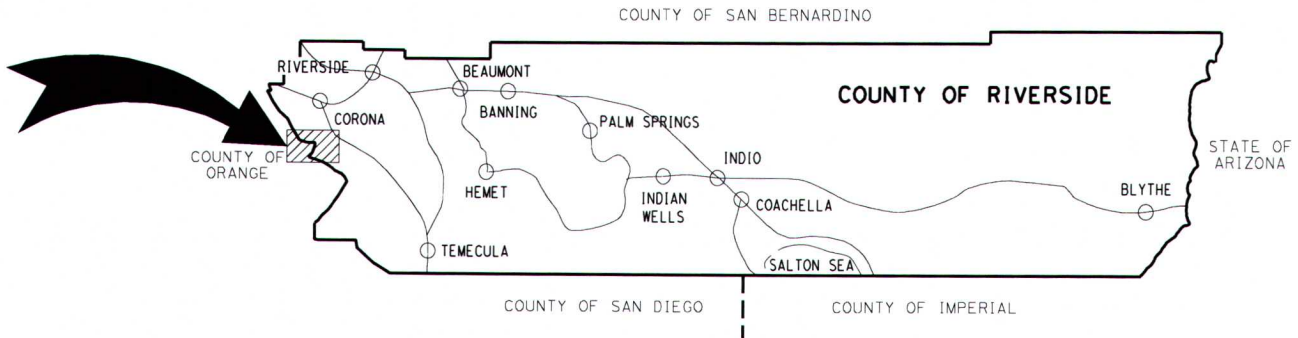 COUNTY OF SAN BERNARDINO
RIVERSIDE
BEAUMONT
BANNING
CORONA
PALM SPRINGS
COUNTY OF RIVERSIDE
COUNTY OF
ORANGE
HEMET
INDIAN
WELLS
INDIO
COACHELLA
BLYTHE
STATE OF
ARIZONA
TEMECULA
SALTON SEA
COUNTY OF SAN DIEGO
COUNTY OF IMPERIAL